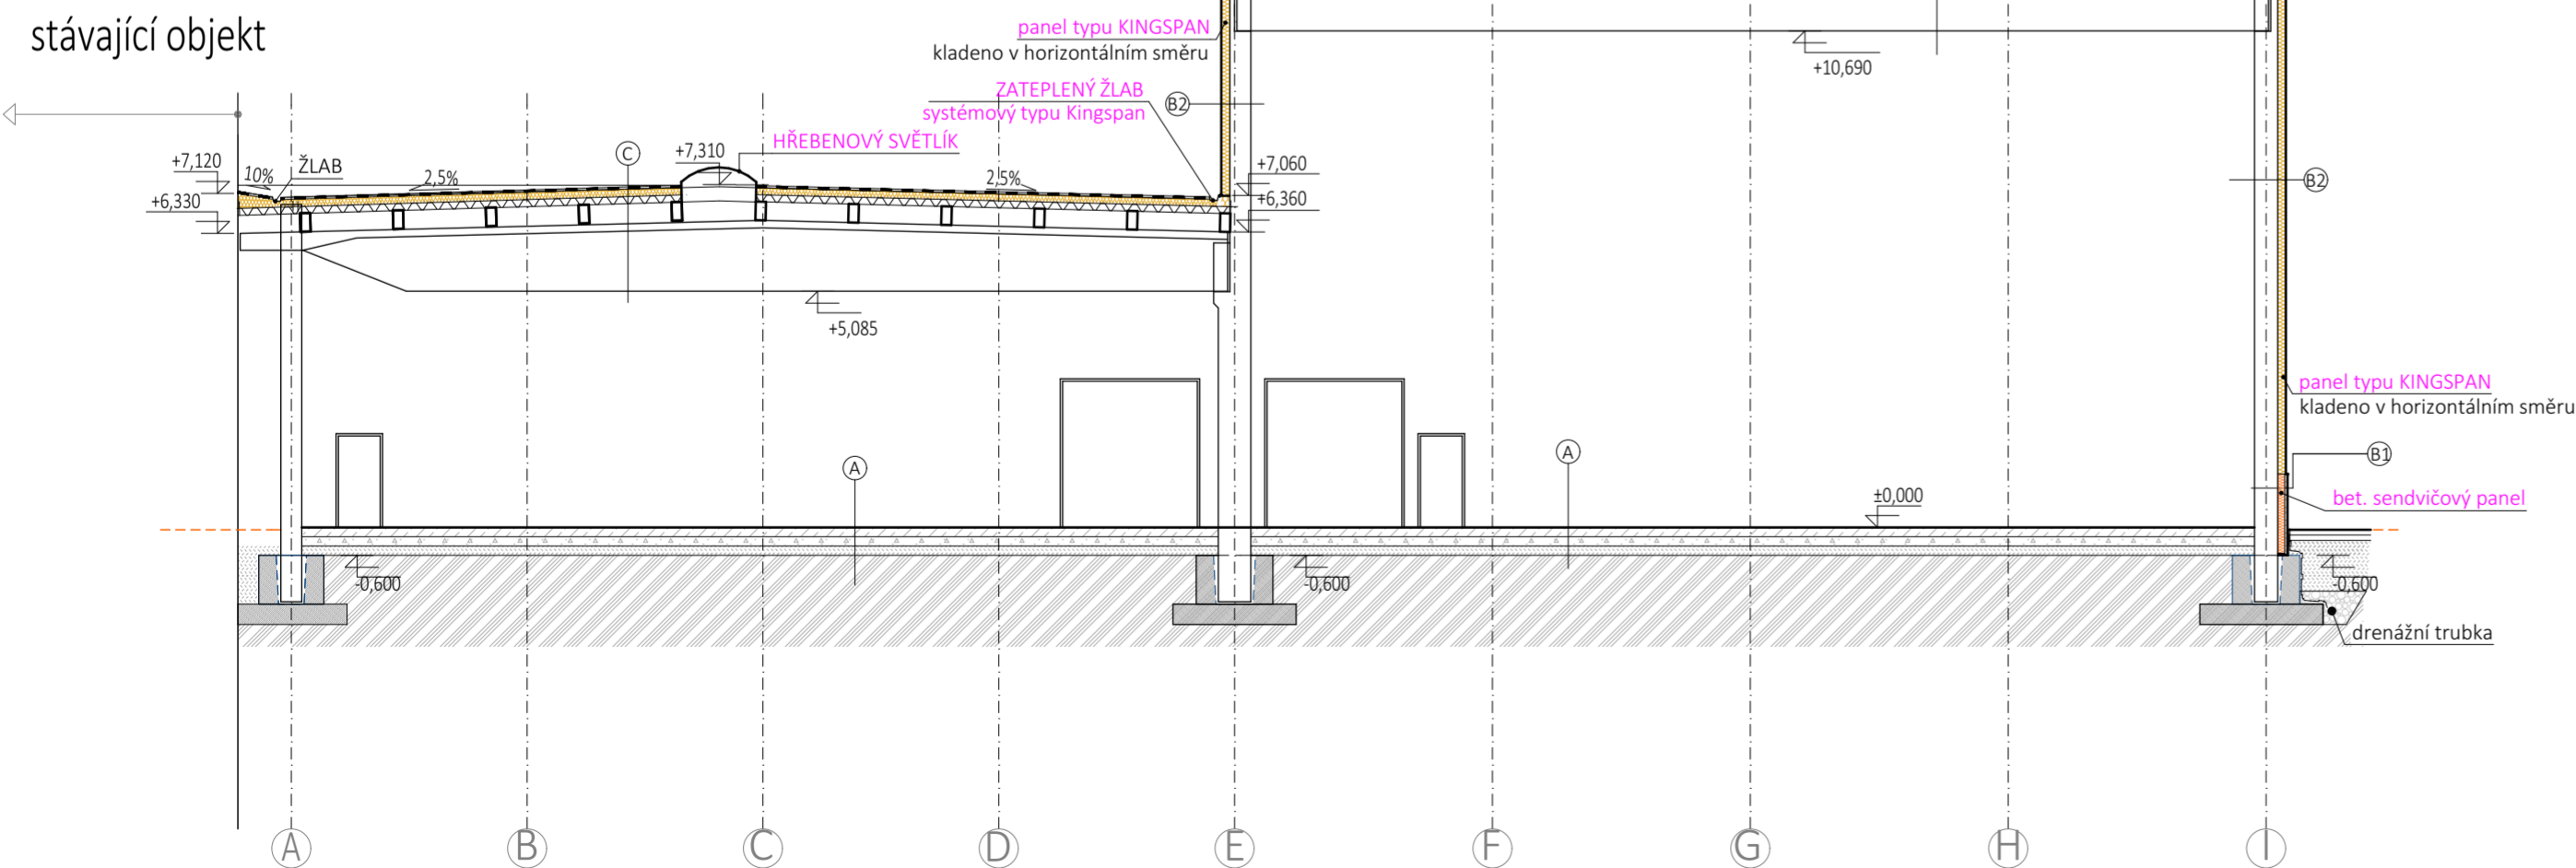 stávající objekt
panel typu KINGSPAN
kladeno v horizontálním směru
+10,690
ZATEPLENÝ ŽLAB
systémový typu Kingspan
B2
HŘEBENOVÝ SVĚTLÍK
C
+7,310
+7,120
10%
ŽLAB
2,5%
2,5%
+7,060
B2
+6,330
+6,360
+5,085
panel typu KINGSPAN
kladeno v horizontálním směru
A
A
B1
±0,000
bet. sendvičový panel
-0,600
-0,600
-0,600
drenážní trubka
A
B
C
D
E
F
G
H
I